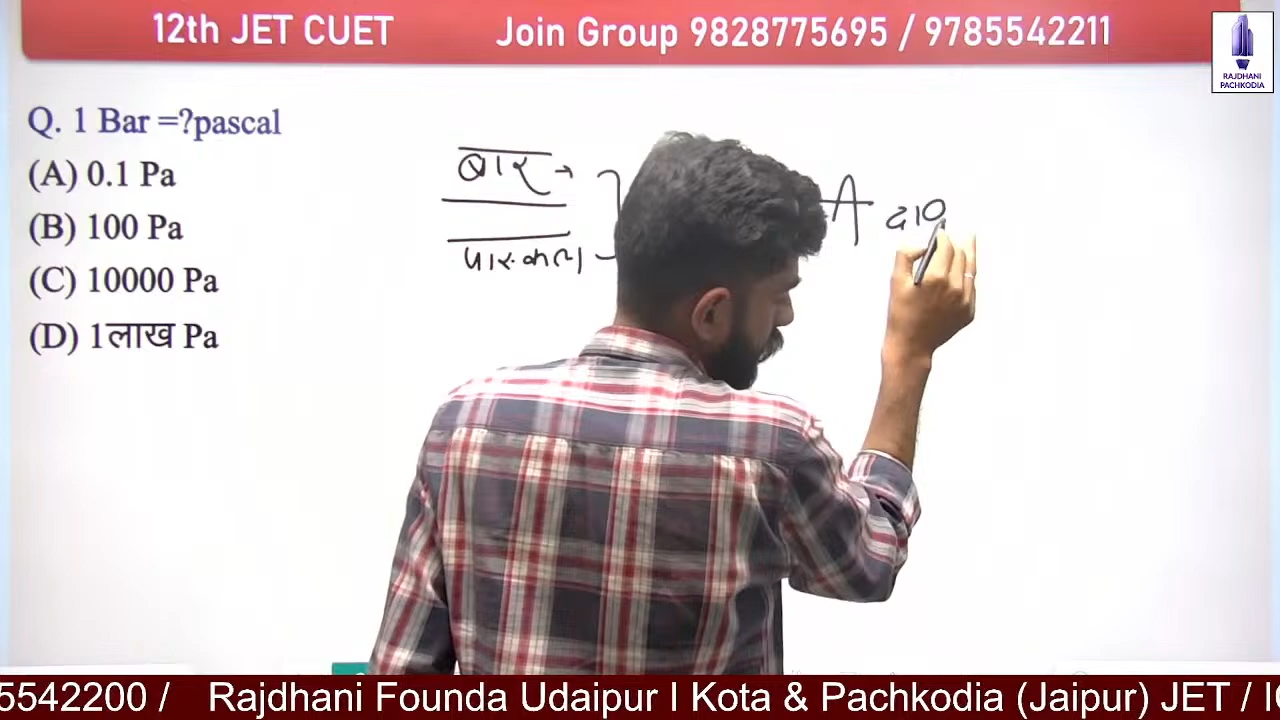 12th JET CUET
Join Group 9828775695 / 9785542211
RAJDHANI
PACHKODIA
Q. 1 Bar =?pascal
(A) 0.1 Pa
(B) 100 Pa
(C) 10000 Pa
(D) 1लाख Pa
बार →
पास्कल
5542200 / Rajdhani Founda Udaipur I Kota & Pachkodia (Jaipur) JET /